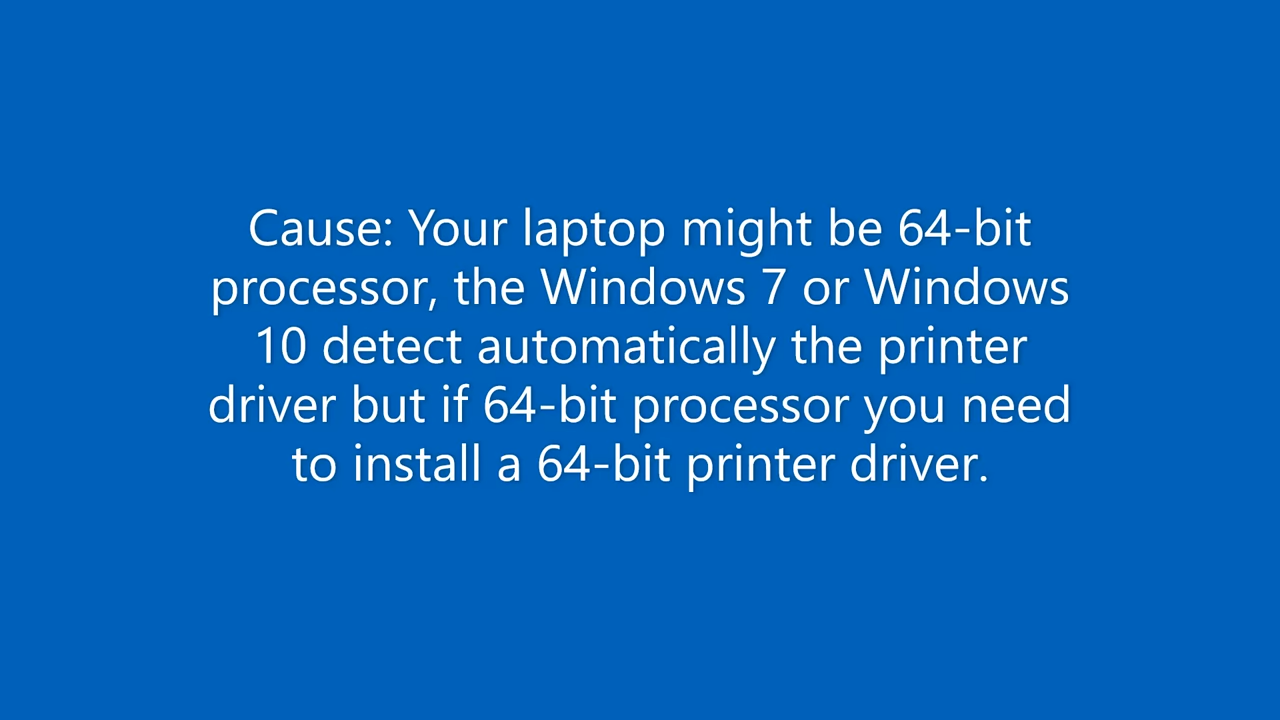 Cause: Your laptop might be 64-bit
processor, the Windows 7 or Windows
10 detect automatically the printer
driver but if 64-bit processor you need
to install a 64-bit printer driver.